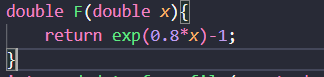 double F(double x){
    return exp(0.8*x)-1;
}